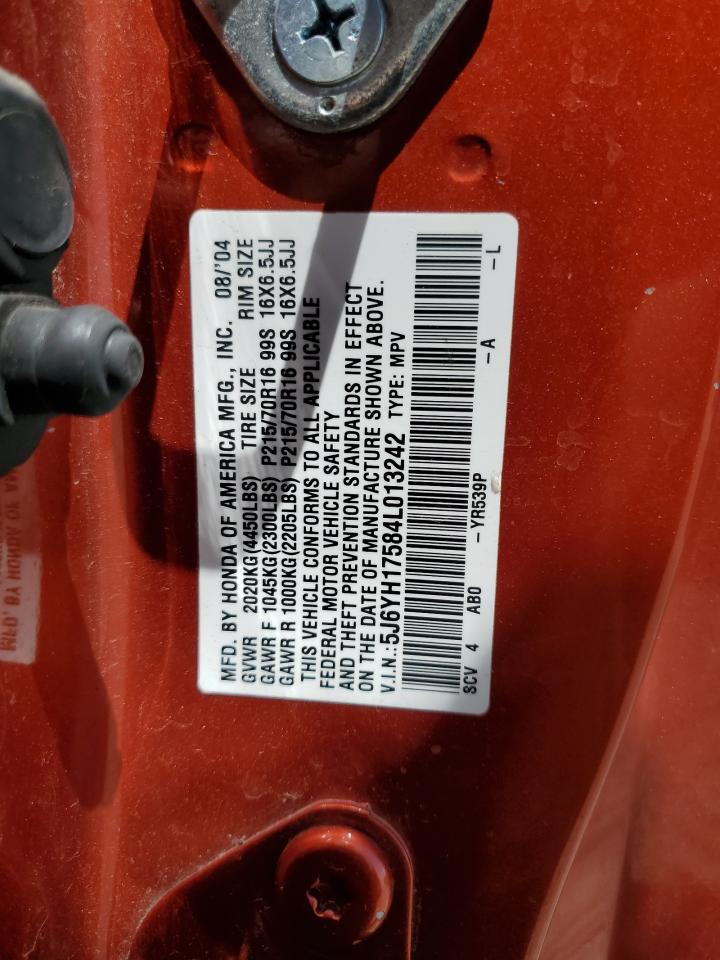 MFD. BY HONDA OF AMERICA MFG., INC. 08/'04
GVWR 2020KG(4450LBS) TIRE SIZE RIM SIZE
GAWR F 1045KG(2300LBS) P215/70R16 99S 16X6.5JJ
GAWR R 1000KG(2205LBS) P215/70R16 99S 16X6.5JJ
THIS VEHICLE CONFORMS TO ALL APPLICABLE
FEDERAL MOTOR VEHICLE SAFETY
AND THEFT PREVENTION STANDARDS IN EFFECT
ON THE DATE OF MANUFACTURE SHOWN ABOVE.
V.I.N.:5J6YH17584L013242 TYPE: MPV
SCV 4 AB0 -YR539P -A -L